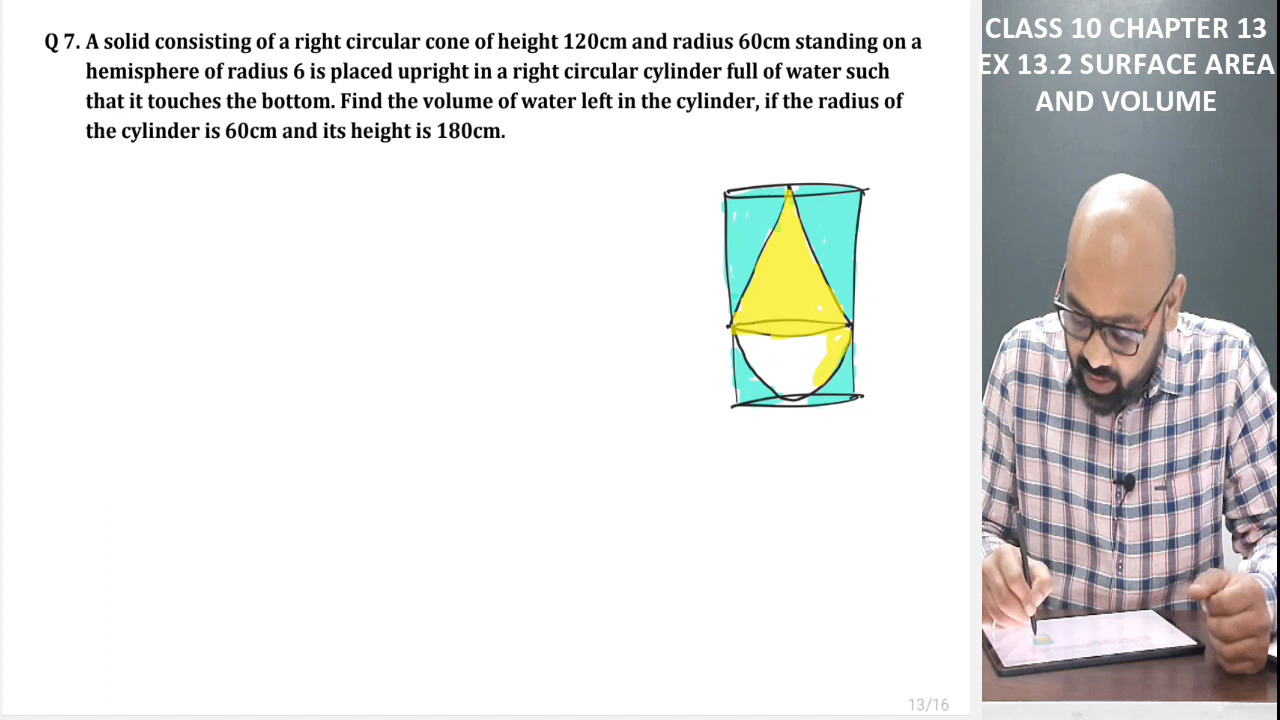 Q 7. A solid consisting of a right circular cone of height 120cm and radius 60cm standing on a
hemisphere of radius 6 is placed upright in a right circular cylinder full of water such
that it touches the bottom. Find the volume of water left in the cylinder, if the radius of
the cylinder is 60cm and its height is 180cm.
13/16
CLASS 10 CHAPTER 13
EX 13.2 SURFACE AREA
AND VOLUME